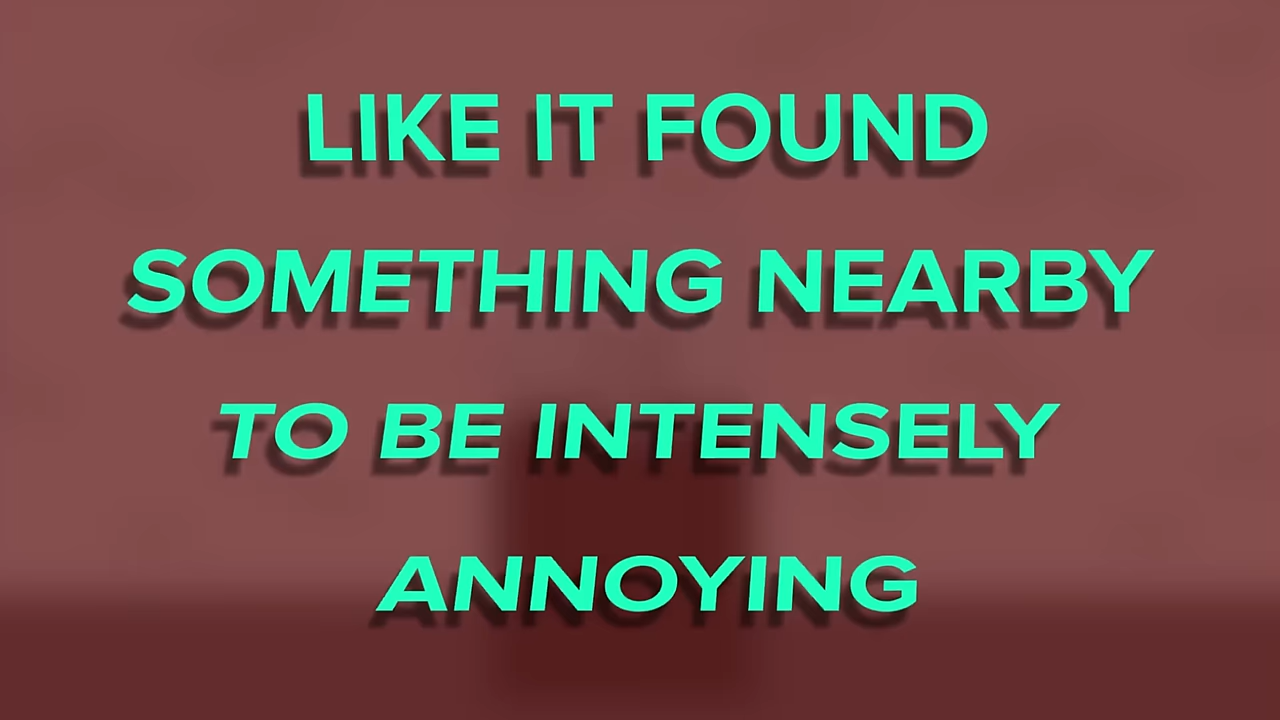 LIKE IT FOUND
SOMETHING NEARBY
TO BE INTENSELY
ANNOYING